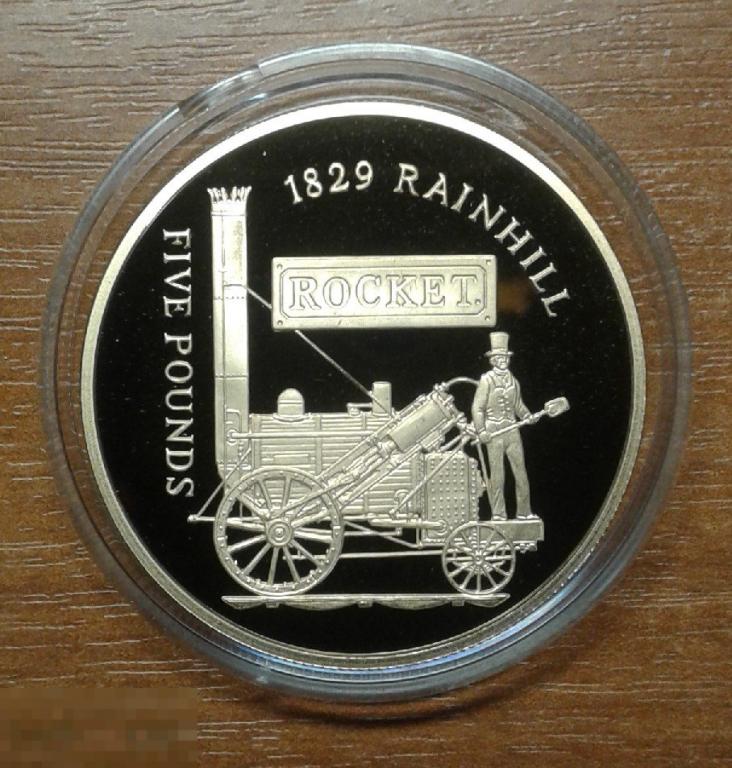 1829 RAINHILL
ROCKET.
FIVE POUNDS